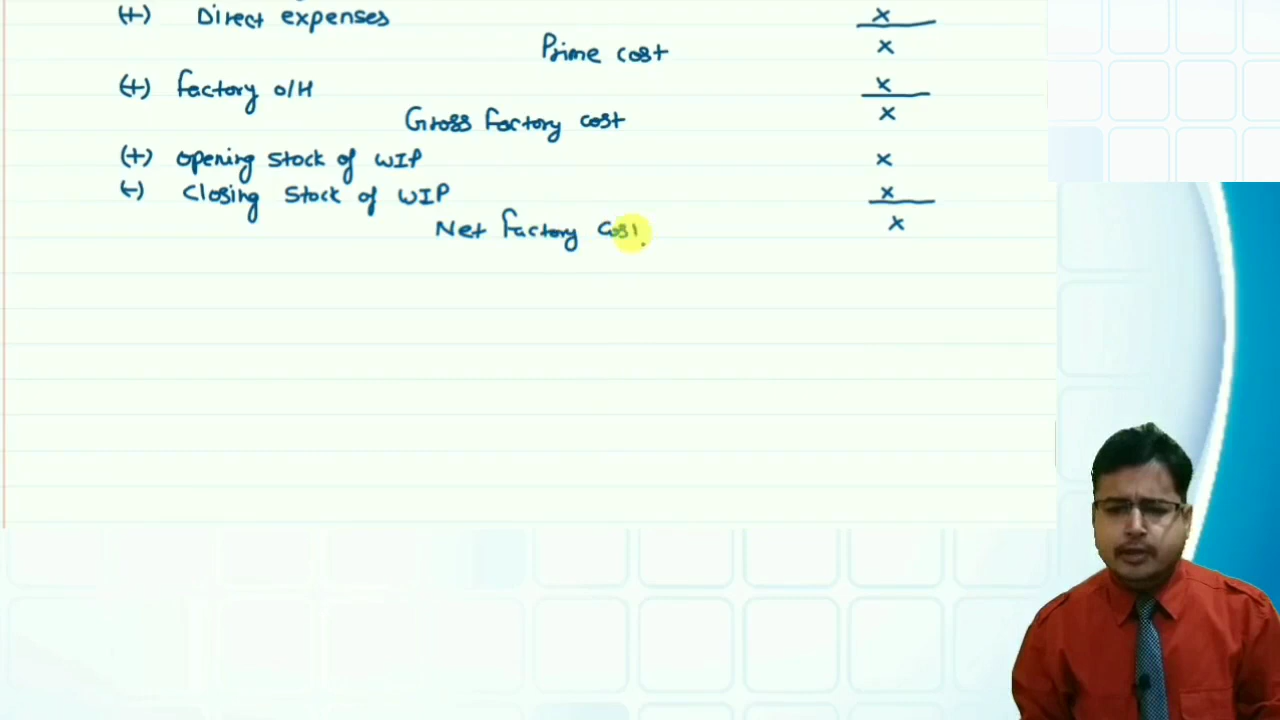 (+) Direct expenses x
Prime cost x
(+) Factory O/H x
Gross Factory cost x
(+) Opening Stock of WIP x
(-) Closing Stock of WIP x
Net Factory Cost x